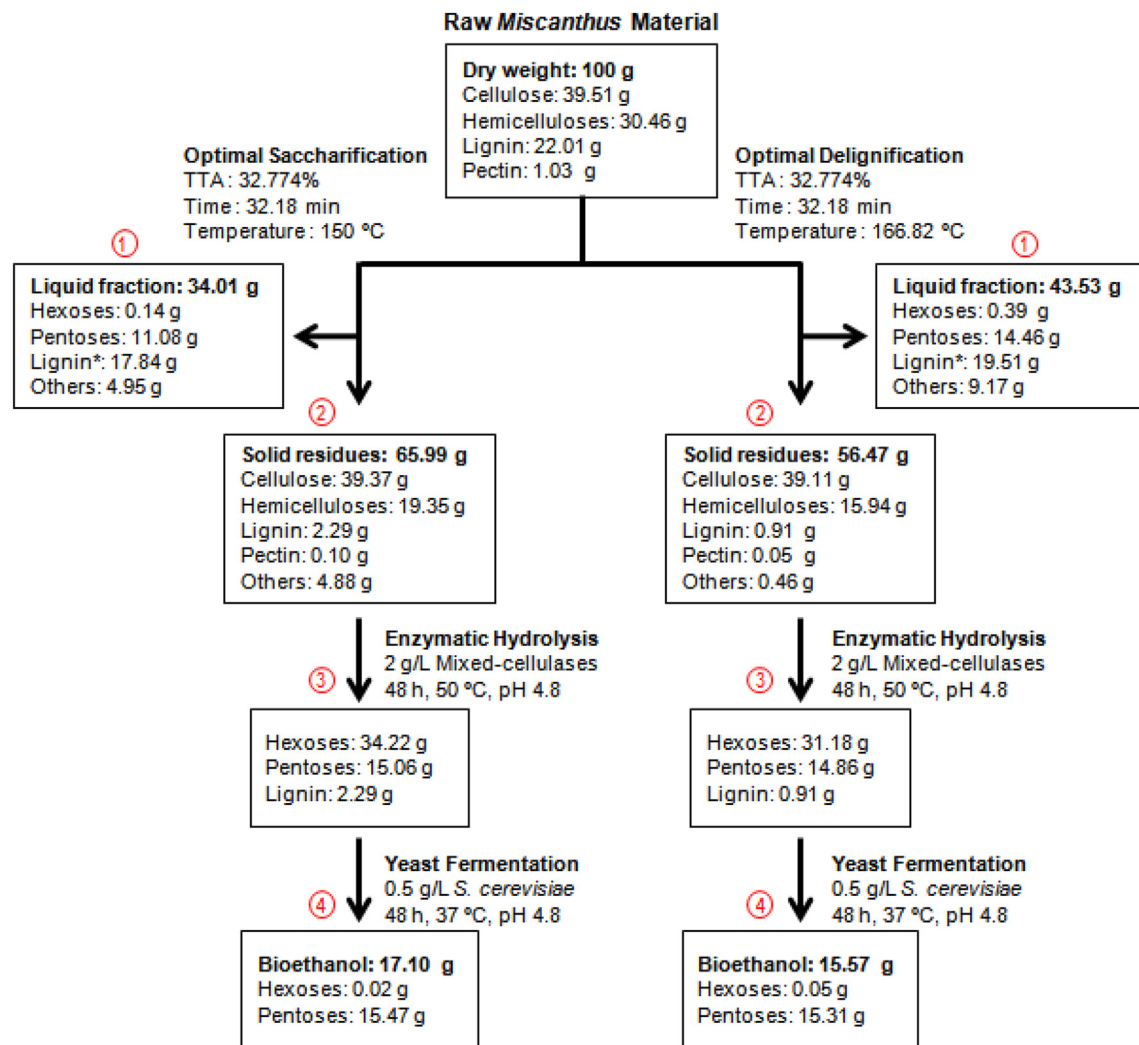 Raw Miscanthus Material
Dry weight: 100 g
Cellulose: 39.51 g
Hemicelluloses: 30.46 g
Lignin: 22.01 g
Pectin: 1.03 g
Optimal Saccharification
TTA : 32.774%
Time : 32.18 min
Temperature : 150 ºC
Optimal Delignification
TTA : 32.774%
Time : 32.18 min
Temperature : 166.82 ºC
①
Liquid fraction: 34.01 g
Hexoses: 0.14 g
Pentoses: 11.08 g
Lignin*: 17.84 g
Others: 4.95 g
①
Liquid fraction: 43.53 g
Hexoses: 0.39 g
Pentoses: 14.46 g
Lignin*: 19.51 g
Others: 9.17 g
②
Solid residues: 65.99 g
Cellulose: 39.37 g
Hemicelluloses: 19.35 g
Lignin: 2.29 g
Pectin: 0.10 g
Others: 4.88 g
②
Solid residues: 56.47 g
Cellulose: 39.11 g
Hemicelluloses: 15.94 g
Lignin: 0.91 g
Pectin: 0.05 g
Others: 0.46 g
Enzymatic Hydrolysis
2 g/L Mixed-cellulases
48 h, 50 ºC, pH 4.8
③
Hexoses: 34.22 g
Pentoses: 15.06 g
Lignin: 2.29 g
Enzymatic Hydrolysis
2 g/L Mixed-cellulases
48 h, 50 ºC, pH 4.8
③
Hexoses: 31.18 g
Pentoses: 14.86 g
Lignin: 0.91 g
Yeast Fermentation
0.5 g/L S. cerevisiae
48 h, 37 ºC, pH 4.8
④
Bioethanol: 17.10 g
Hexoses: 0.02 g
Pentoses: 15.47 g
Yeast Fermentation
0.5 g/L S. cerevisiae
48 h, 37 ºC, pH 4.8
④
Bioethanol: 15.57 g
Hexoses: 0.05 g
Pentoses: 15.31 g